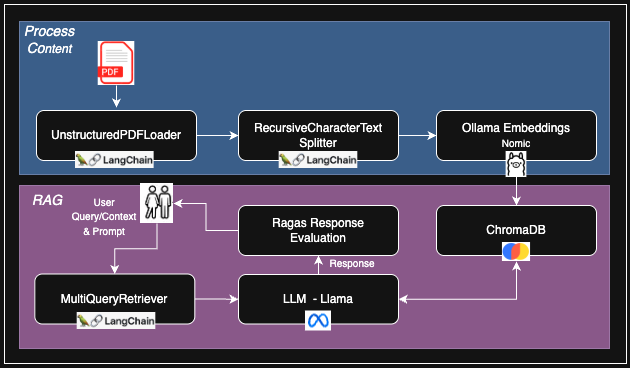 Process
Content
PDF
UnstructuredPDFLoader
LangChain
RecursiveCharacterText
Splitter
LangChain
Ollama Embeddings
Nomic
RAG
User
Query/Context
& Prompt
Ragas Response
Evaluation
ChromaDB
Response
MultiQueryRetriever
LangChain
LLM - Llama